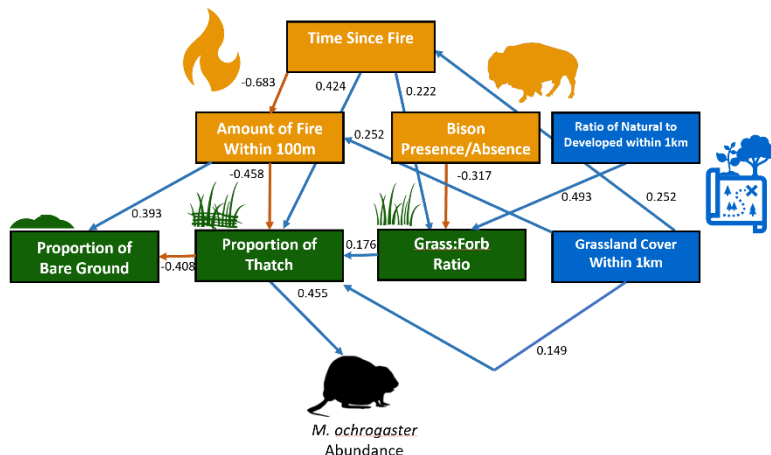 Time Since Fire
-0.683
0.424
0.222
Amount of Fire
Within 100m
0.252
Bison
Presence/Absence
Ratio of Natural to
Developed within 1km
-0.458
-0.317
0.493
0.252
0.393
Proportion of
Bare Ground
-0.408
Proportion of
Thatch
0.176
Grass:Forb
Ratio
Grassland Cover
Within 1km
0.455
0.149
M. ochrogaster
Abundance